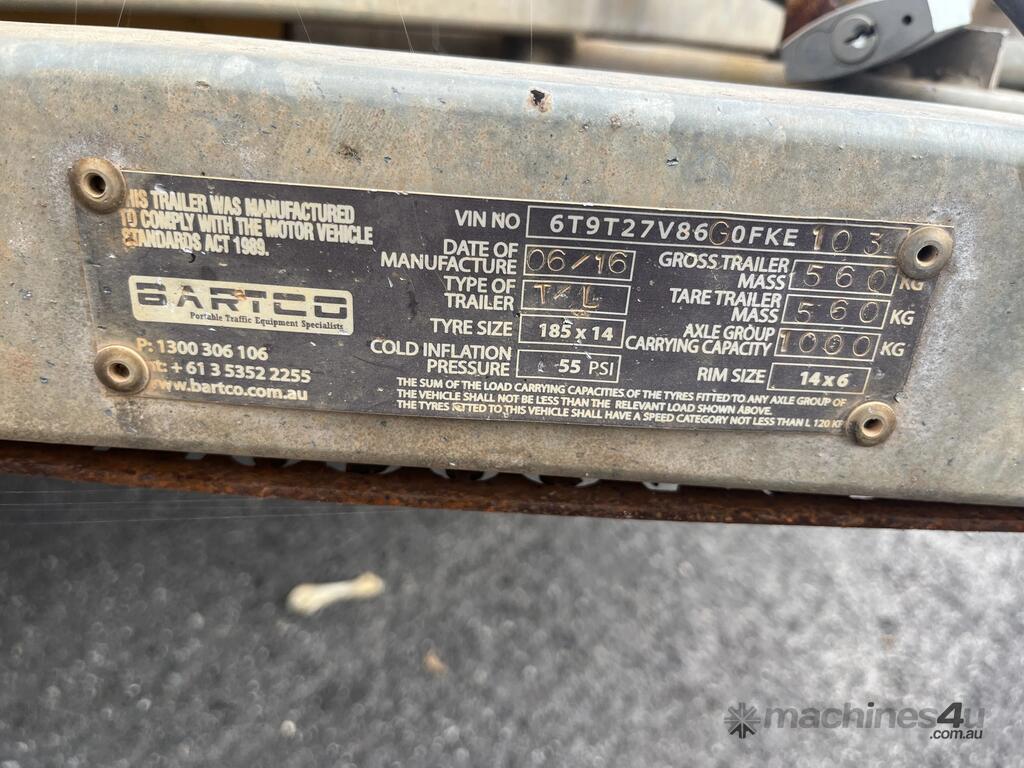 THIS TRAILER WAS MANUFACTURED
TO COMPLY WITH THE MOTOR VEHICLE
STANDARDS ACT 1989.
BARTCO
Portable Traffic Equipment Specialists
P: 1300 306 106
Int: + 61 3 5352 2255
www.bartco.com.au
VIN NO 6T9T27V86G0FKE103
DATE OF MANUFACTURE 06/16
TYPE OF TRAILER T/L
TYRE SIZE 185 x 14
COLD INFLATION PRESSURE 55 PSI
GROSS TRAILER MASS 560 KG
TARE TRAILER MASS 560 KG
AXLE GROUP CARRYING CAPACITY 1000 KG
RIM SIZE 14 x 6
THE SUM OF THE LOAD CARRYING CAPACITIES OF THE TYRES FITTED TO ANY AXLE GROUP OF
THE VEHICLE SHALL NOT BE LESS THAN THE RELEVANT LOAD SHOWN ABOVE.
THE TYRES FITTED TO THIS VEHICLE SHALL HAVE A SPEED CATEGORY NOT LESS THAN L 120
machines4u
.com.au